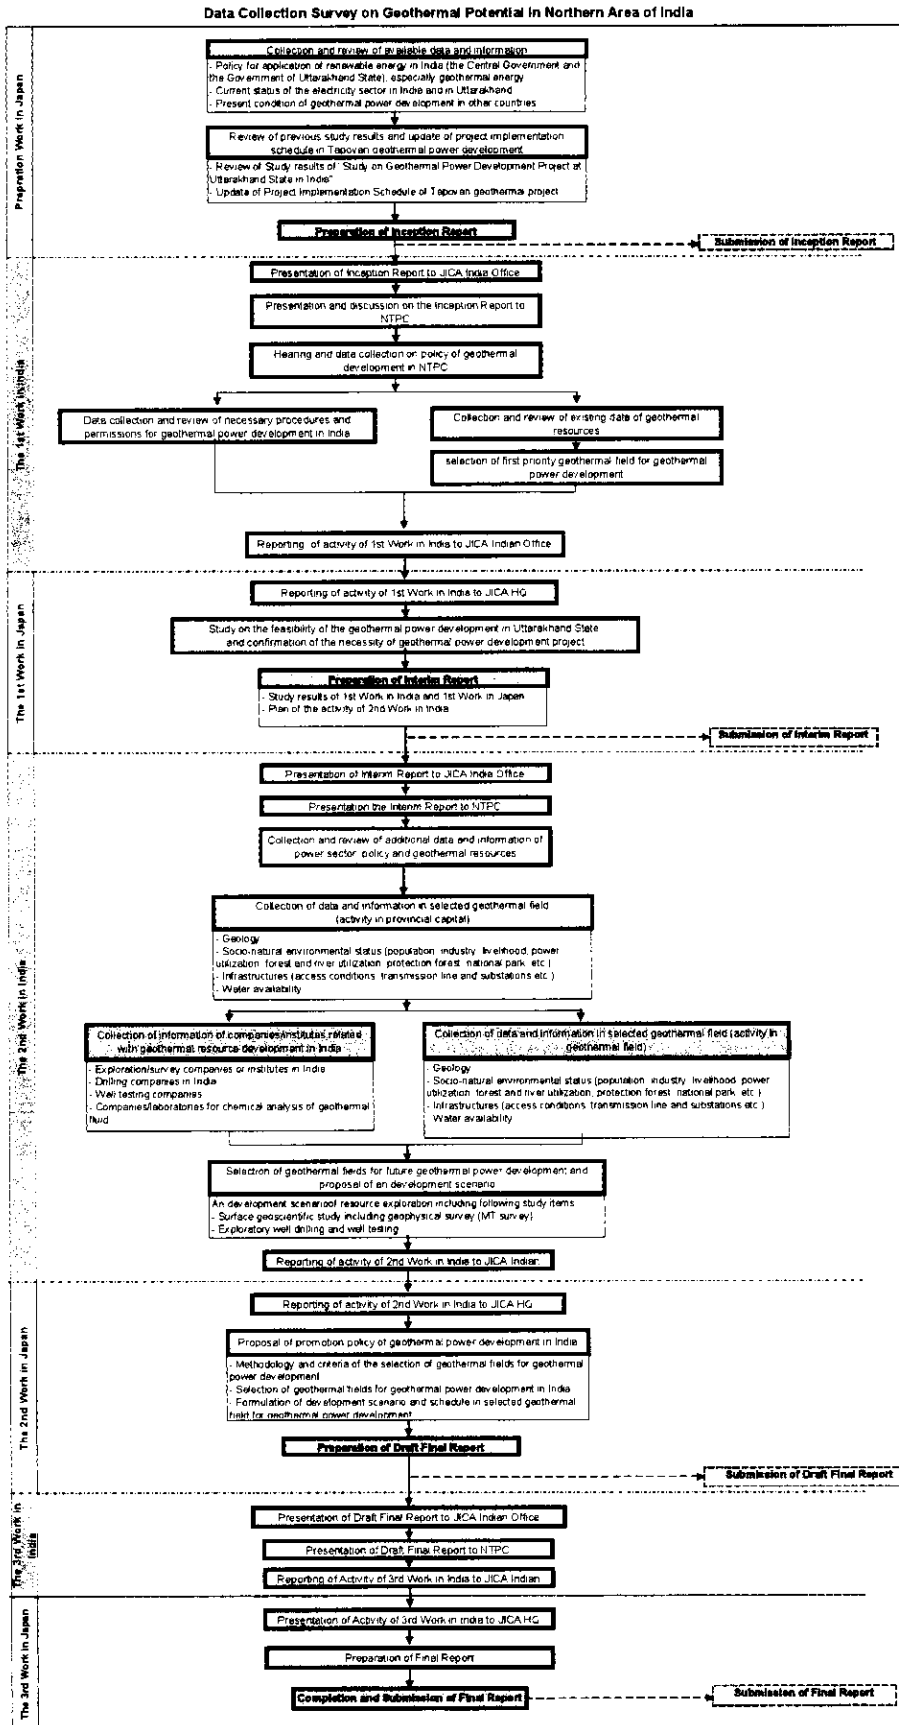 Data Collection Survey on Geothermal Potential in Northern Area of India
Prepration Work in Japan
Collection and review of available data and information
- Policy for application of renewable energy in India (the Central Government and
the Government of Uttarakhand State), especially geothermal energy
- Current status of the electricity sector in India and in Uttarakhand
- Present condition of geothermal power development in other countries
Review of previous study results and update of project implementation
schedule in Tapovan geothermal power development
- Review of Study results of "Study on Geothermal Power Development Project at
Uttarakhand State in India"
- Update of Project Implementation Schedule of Tapovan geothermal project
Preparation of Inception Report
Submission of Inception Report
The 1st Work in India
Presentation of Inception Report to JICA India Office
Presentation and discussion on the Inception Report to
NTPC
Hearing and data collection on policy of geothermal
development in NTPC
Data collection and review of necessary procedures and
permissions for geothermal power development in India
Collection and review of existing data of geothermal
resources
selection of first priority geothermal field for geothermal
power development
Reporting of activity of 1st Work in India to JICA Indian Office
The 1st Work in Japan
Reporting of activity of 1st Work in India to JICA HQ
Study on the feasibility of the geothermal power development in Uttarakhand State
and confirmation of the necessity of geothermal power development project
Preparation of Interim Report
- Study results of 1st Work in India and 1st Work in Japan
- Plan of the activity of 2nd Work in India
Submission of Interim Report
The 2nd Work in India
Presentation of Interim Report to JICA India Office
Presentation the Interim Report to NTPC
Collection and review of additional data and information of
power sector policy and geothermal resources
Collection of data and information in selected geothermal field
(activity in provincial capital)
- Geology
- Socio-natural environmental status (population industry livelihood, power
utilization forest and river utilization protection forest national park etc )
- Infrastructures (access conditions transmission line and substations etc )
- Water availability
Collection of information of companies/institutes related
with geothermal resource development in India
- Exploration/survey companies or institutes in India
- Drilling companies in India
- Well testing companies
- Companies/laboratories for chemical analysis of geothermal
fluid
Collection of data and information in selected geothermal field (activity in
geothermal field)
- Geology
- Socio-natural environmental status (population industry livelihood power
utilization forest and river utilization, protection forest national park etc )
- Infrastructures (access conditions transmission line and substations etc )
- Water availability
Selection of geothermal fields for future geothermal power development and
proposal of an development scenario
An development scenarioof resource exploration including following study items
- Surface geoscientific study including geophysical survey (MT survey)
- Exploratory well drilling and well testing
Reporting of activity of 2nd Work in India to JICA Indian
The 2nd Work in Japan
Reporting of activity of 2nd Work in India to JICA HQ
Proposal of promotion policy of geothermal power development in India
- Methodology and criteria of the selection of geothermal fields for geothermal
power development
- Selection of geothermal fields for geothermal power development in India
- Formulation of development scenario and schedule in selected geothermal
field for geothermal power development
Preparation of Draft Final Report
Submission of Draft Final Report
The 3rd Work in
India
Presentation of Draft Final Report to JICA Indian Office
Presentation of Draft Final Report to NTPC
Reporting of Activity of 3rd Work in India to JICA Indian
The 3rd Work in Japan
Presentation of Activity of 3rd Work in India to JICA HQ
Preparation of Final Report
Completion and Submission of Final Report
Submission of Final Report